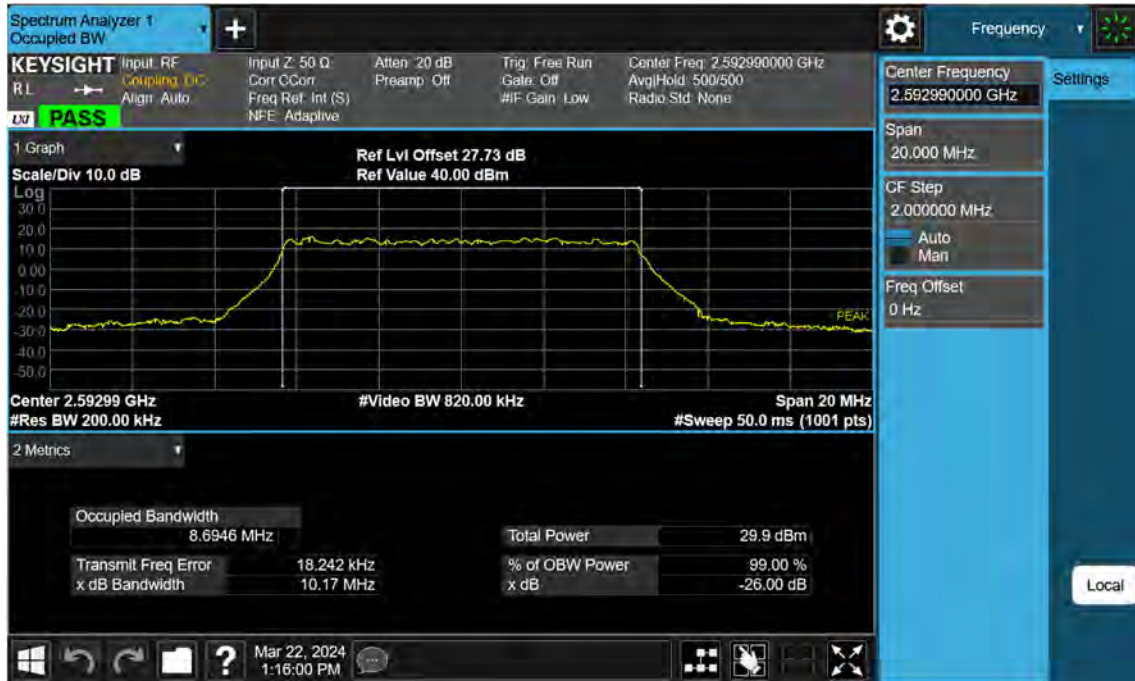 Spectrum Analyzer 1
Occupied BW
+
Frequency
KEYSIGHT
R L
LXI
PASS
Input: RF
Coupling: DC
Align: Auto
Input Z: 50 Ω
Corr CCorr
Freq Ref: Int (S)
NFE: Adaptive
Atten: 20 dB
Preamp: Off
Trig: Free Run
Gate: Off
#IF Gain: Low
Center Freq: 2.592990000 GHz
Avg|Hold: 500/500
Radio Std: None
Center Frequency
2.592990000 GHz
Settings
Span
20.000 MHz
CF Step
2.000000 MHz
Auto
Man
Freq Offset
0 Hz
1 Graph
Scale/Div 10.0 dB
Ref Lvl Offset 27.73 dB
Ref Value 40.00 dBm
Log
30.0
20.0
10.0
0.00
-10.0
-20.0
-30.0
-40.0
-50.0
PEAK
Center 2.59299 GHz
#Video BW 820.00 kHz
Span 20 MHz
#Res BW 200.00 kHz
#Sweep 50.0 ms (1001 pts)
2 Metrics
Occupied Bandwidth
8.6946 MHz
Total Power
29.9 dBm
Transmit Freq Error
18.242 kHz
% of OBW Power
99.00 %
x dB Bandwidth
10.17 MHz
x dB
-26.00 dB
Local
?
Mar 22, 2024
1:16:00 PM